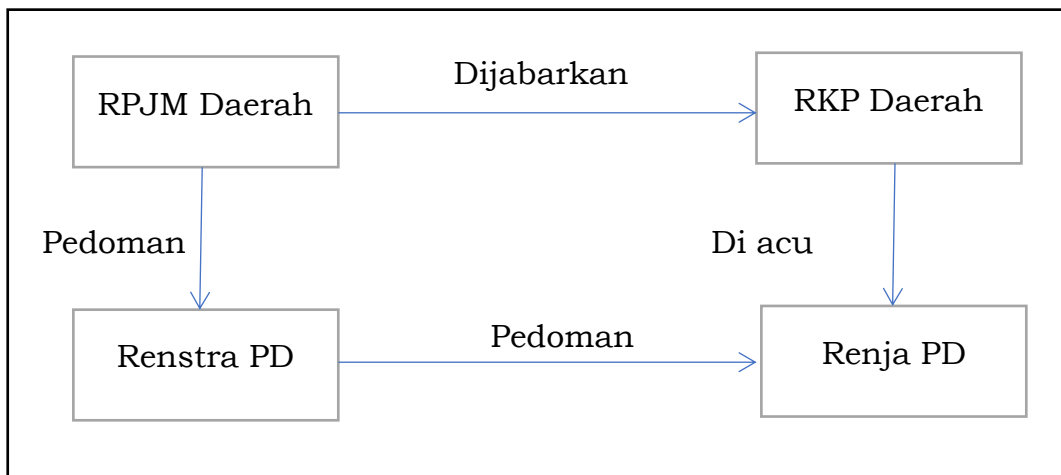 Dijabarkan
RPJM Daerah
RKP Daerah
Pedoman
Di acu
Pedoman
Renstra PD
Renja PD